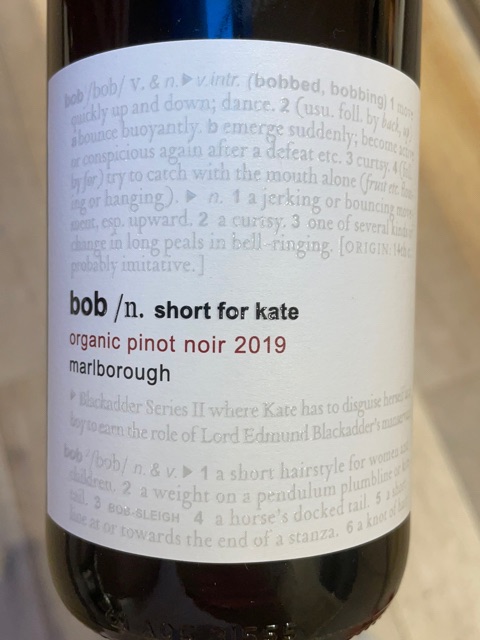 bob /bob/ v. & n. ▶ v.intr. (bobbed, bobbing) 1 move
quickly up and down; dance. 2 (usu. foll. by back, up)
a bounce buoyantly. b emerge suddenly; become active
or conspicious again after a defeat etc. 3 curtsy. 4 (foll.
by for) try to catch with the mouth alone (fruit etc. float-
ing or hanging). ▶ n. 1 a jerking or bouncing move-
ment, esp. upward. 2 a curtsy. 3 one of several kinds of
change in long peals in bell-ringing. [ORIGIN: 14th c.
probably imitative.]
bob /n. short for kate
organic pinot noir 2019
marlborough
▶ Blackadder Series II where Kate has to disguise herself
boy to earn the role of Lord Edmund Blackadder's
bob /bob/ n. & v. ▶ 1 a short hairstyle for women and
children. 2 a weight on a pendulum plumbline or
tail. 3 BOB-SLEIGH 4 a horse's docked tail. 5 a short
line at or towards the end of a stanza. 6 a knot of